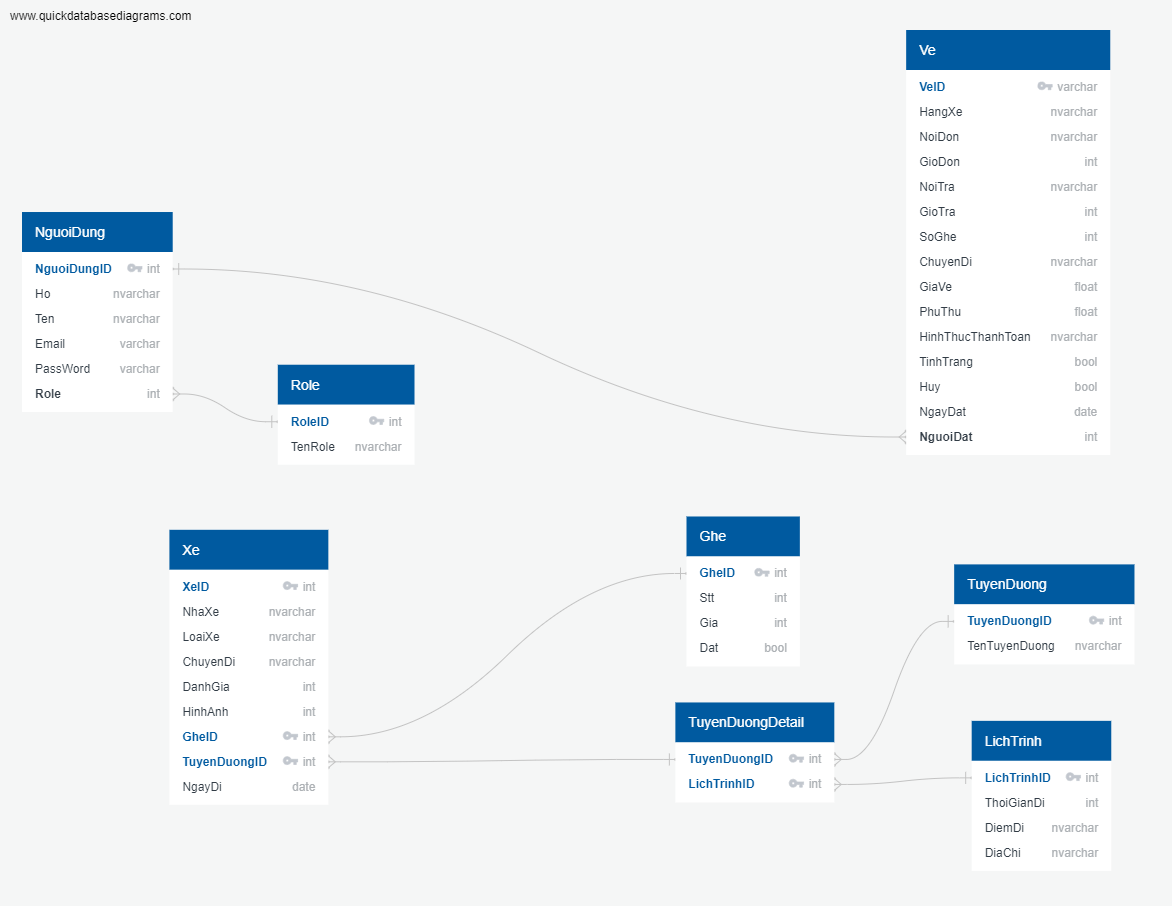 www.quickdatabasediagrams.com
Ve
VeID varchar
HangXe nvarchar
NoiDon nvarchar
GioDon int
NoiTra nvarchar
GioTra int
SoGhe int
ChuyenDi nvarchar
GiaVe float
PhuThu float
HinhThucThanhToan nvarchar
TinhTrang bool
Huy bool
NgayDat date
NguoiDat int
NguoiDung
NguoiDungID int
Ho nvarchar
Ten nvarchar
Email varchar
PassWord varchar
Role int
Role
RoleID int
TenRole nvarchar
Xe
XeID int
NhaXe nvarchar
LoaiXe nvarchar
ChuyenDi nvarchar
DanhGia int
HinhAnh int
GheID int
TuyenDuongID int
NgayDi date
Ghe
GheID int
Stt int
Gia int
Dat bool
TuyenDuongDetail
TuyenDuongID int
LichTrinhID int
TuyenDuong
TuyenDuongID int
TenTuyenDuong nvarchar
LichTrinh
LichTrinhID int
ThoiGianDi int
DiemDi nvarchar
DiaChi nvarchar